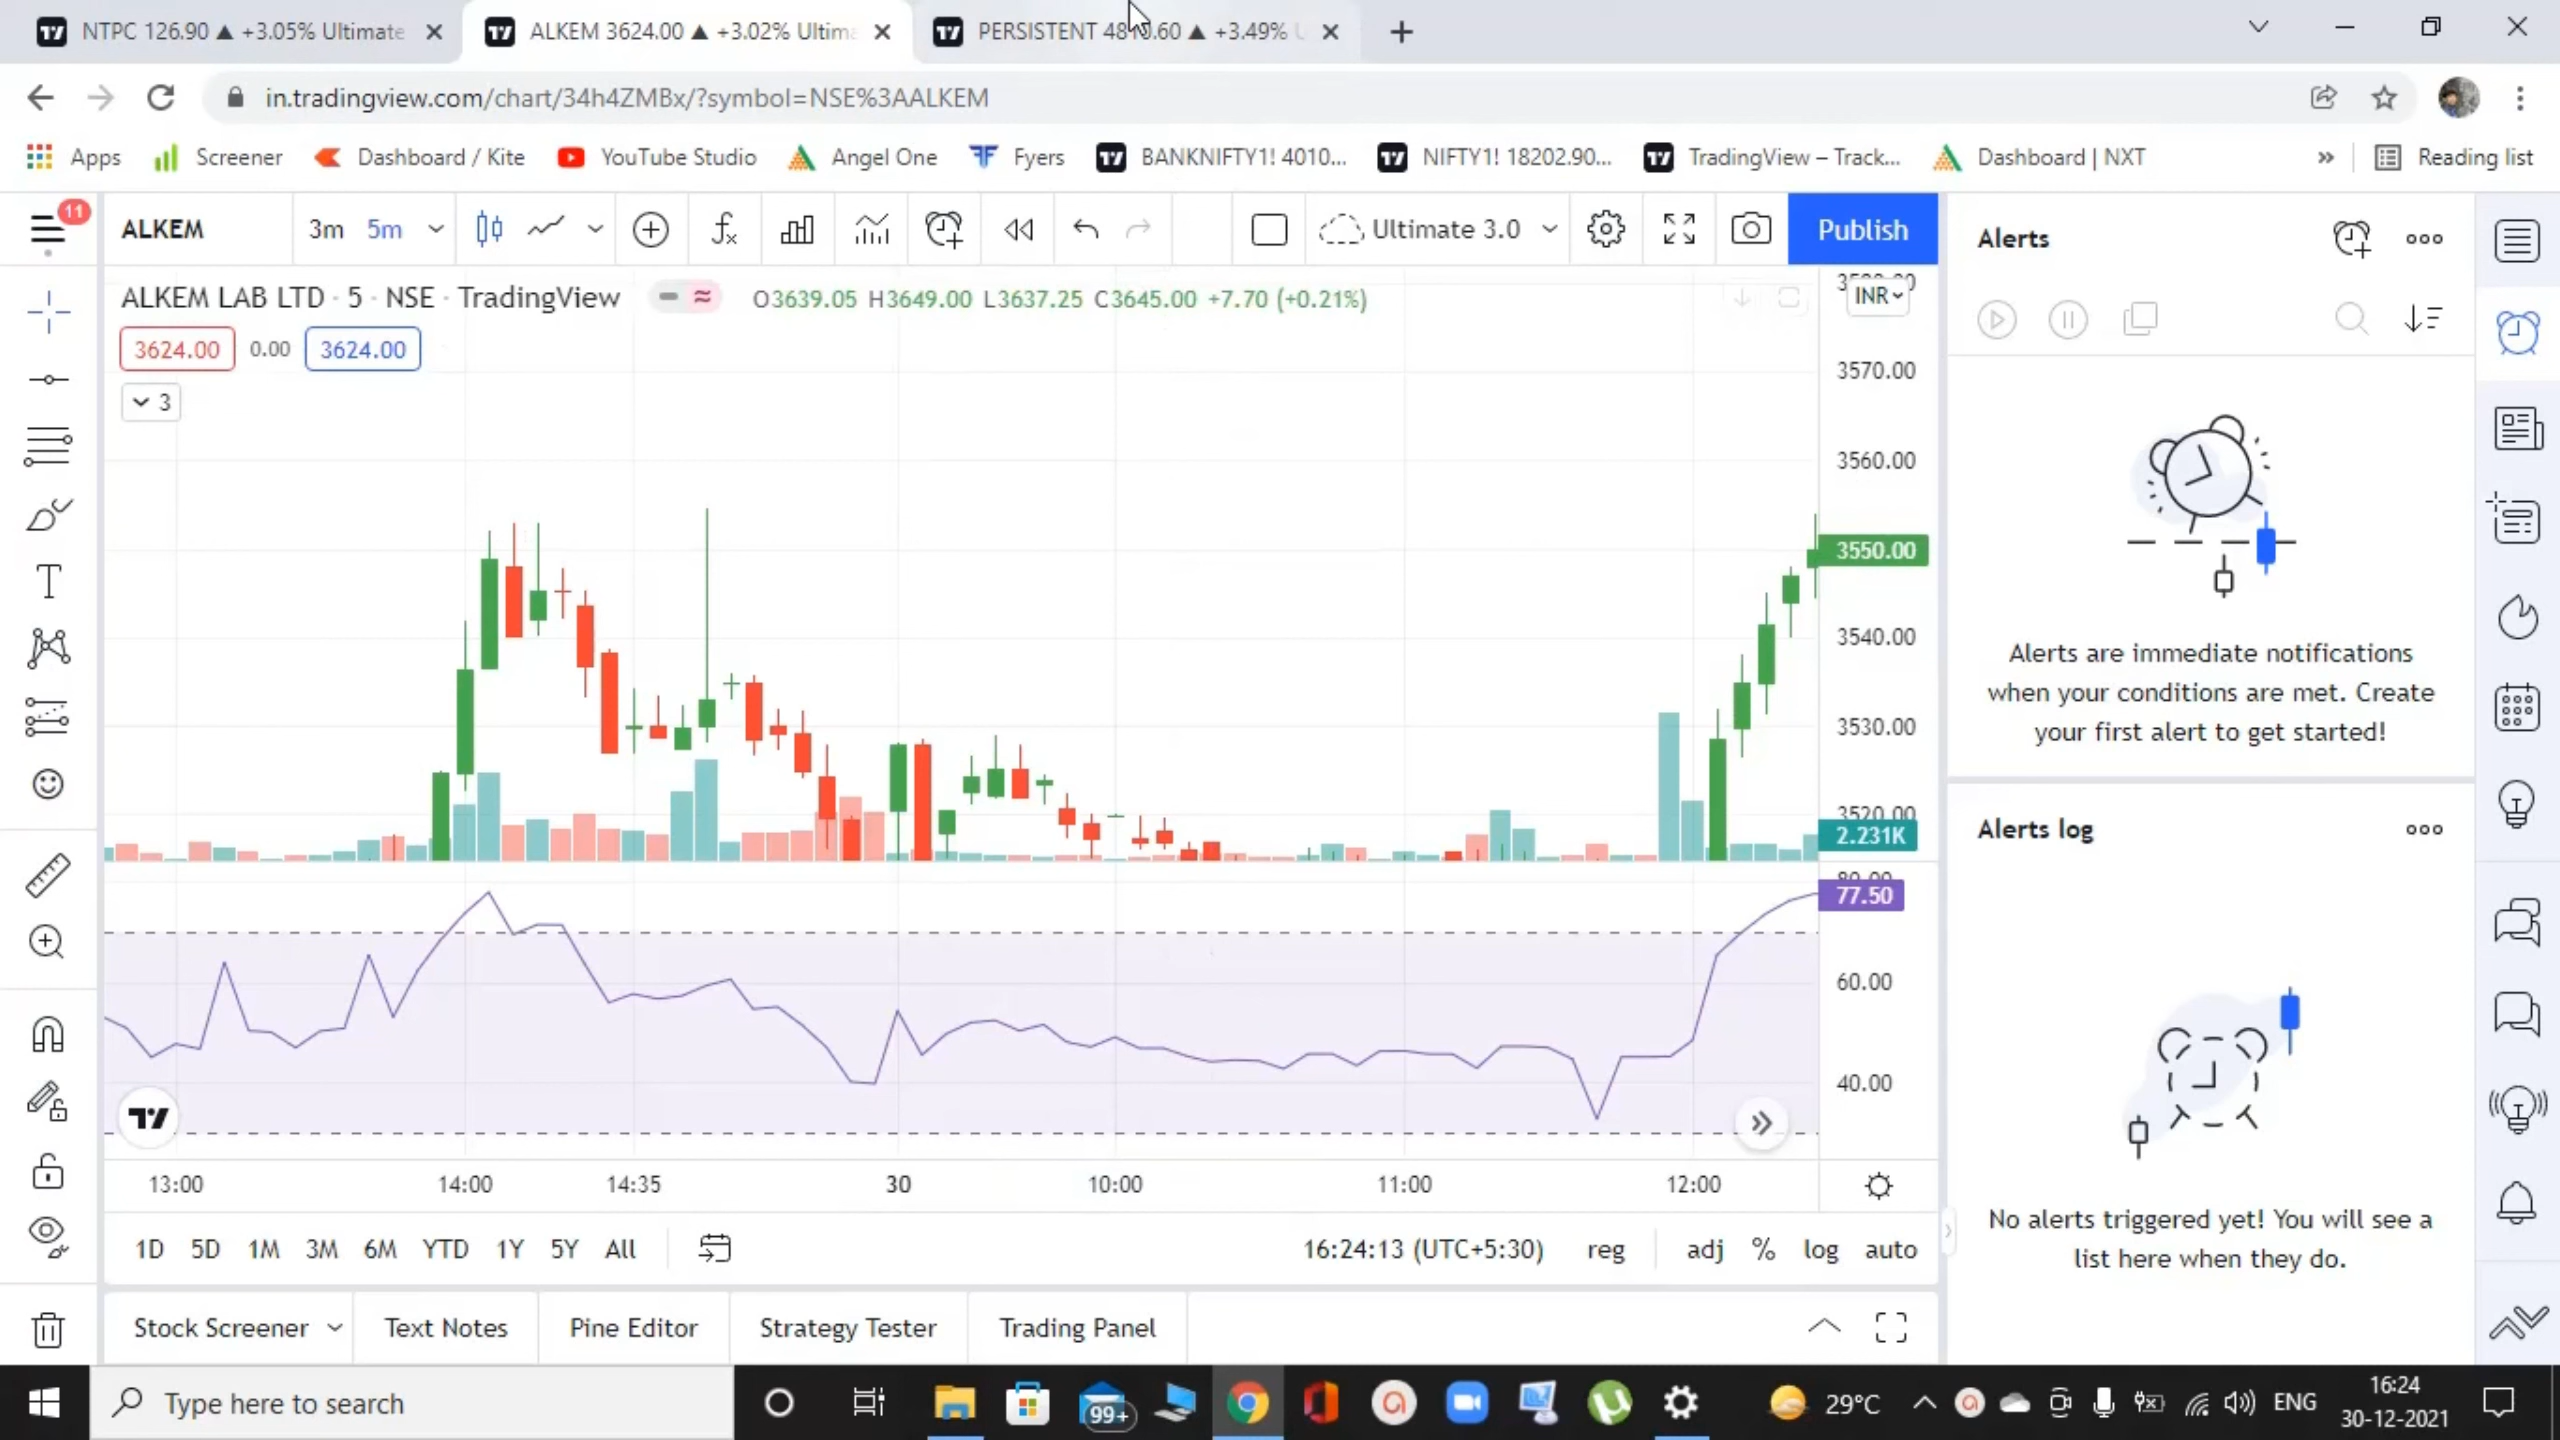 NTPC 126.90 ▲ +3.05% Ultimate
ALKEM 3624.00 ▲ +3.02% Ultim
PERSISTENT ▲ +3.49%
in.tradingview.com/chart/34h4ZMBx/?symbol=NSE%3AALKEM
Apps Screener Dashboard / Kite YouTube Studio Angel One Fyers BANKNIFTY1! 4010... NIFTY1! 18202.90... TradingView – Track... Dashboard | NXT » Reading list
11
ALKEM 3m 5m Ultimate 3.0 Publish
Alerts
ALKEM LAB LTD · 5 · NSE · TradingView O3639.05 H3649.00 L3637.25 C3645.00 +7.70 (+0.21%)
INR
3624.00 0.00 3624.00
3
3570.00
3560.00
3550.00
3540.00
3530.00
3520.00
2.231K
Alerts are immediate notifications
when your conditions are met. Create
your first alert to get started!
Alerts log
77.50
60.00
40.00
No alerts triggered yet! You will see a
list here when they do.
13:00 14:00 14:35 30 10:00 11:00 12:00
1D 5D 1M 3M 6M YTD 1Y 5Y All 16:24:13 (UTC+5:30) reg adj % log auto
Stock Screener Text Notes Pine Editor Strategy Tester Trading Panel
Type here to search
99+
29°C ENG
16:24
30-12-2021